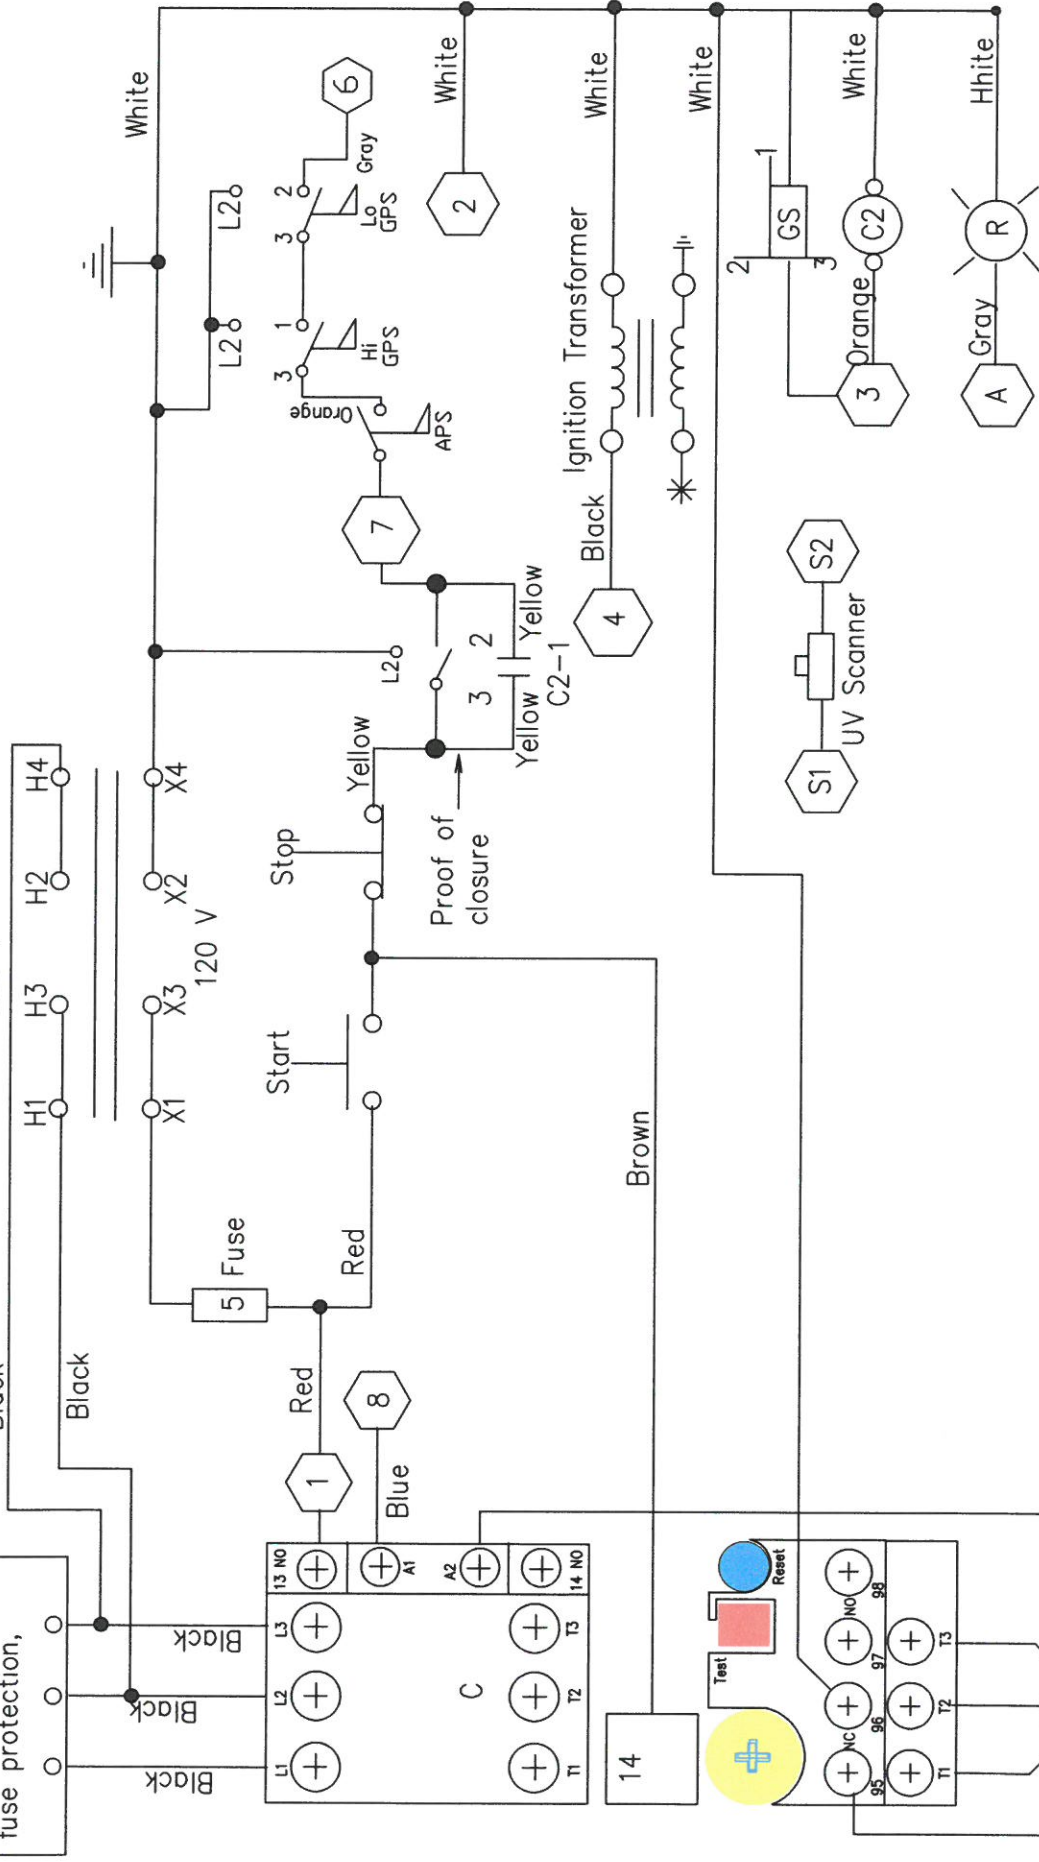 fuse protection,
Black
H1
H3
H2
H4
X1
X3
X2
X4
120 V
White
5
Fuse
Red
Red
Start
Stop
Yellow
Proof of
closure
Yellow
3
2
Yellow
C2-1
L2
7
APS
Orange
3
1
Hi
GPS
3
2
Lo
GPS
Gray
6
L2
L2
2
White
Black
Black
Black
1
8
Blue
13 NO
A1
A2
14 NO
L1
L2
L3
C
T1
T2
T3
Brown
14
4
Black
Ignition Transformer
White
White
S1
UV Scanner
S2
2
GS
1
3
3
Orange
C2
White
A
Gray
R
Hhite
Test
Reset
95
NC
96
97
NO
98
T1
T2
T3